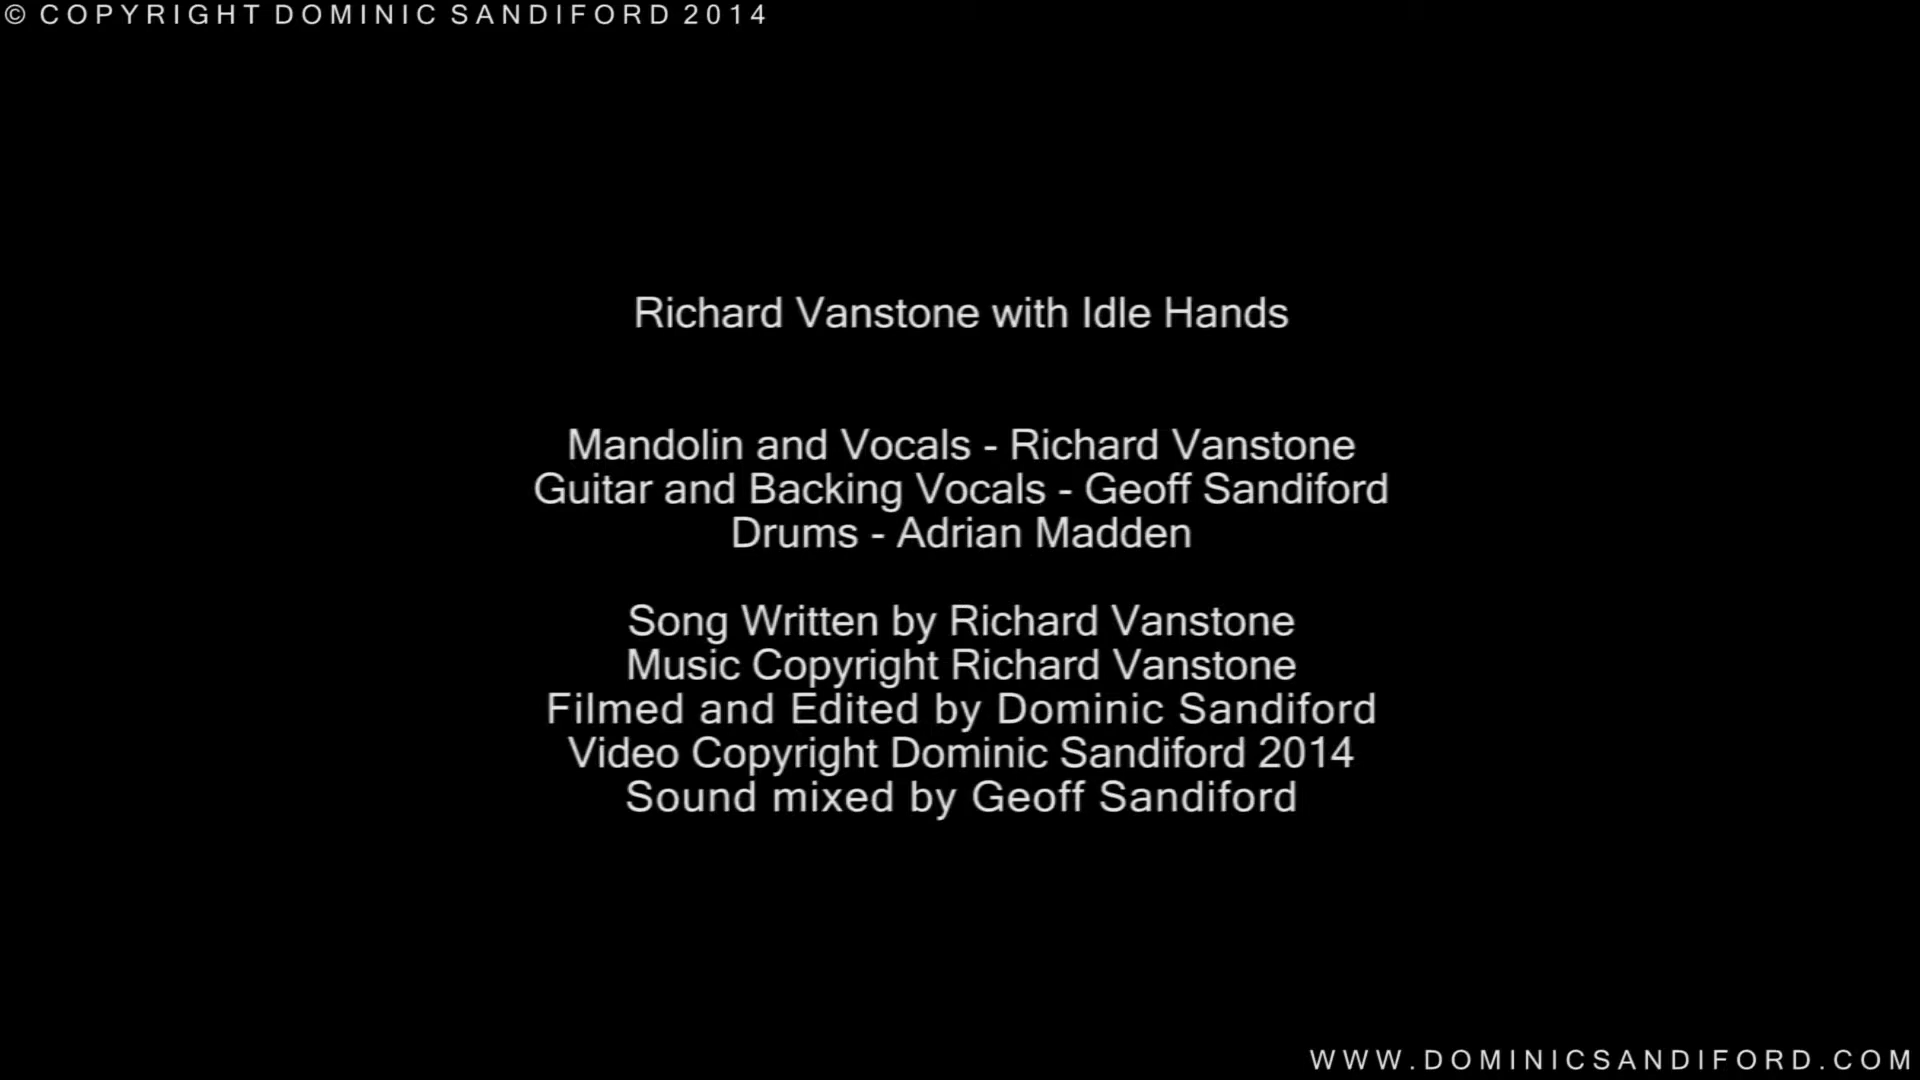 © COPYRIGHT DOMINIC SANDIFORD 2014
Richard Vanstone with Idle Hands
Mandolin and Vocals - Richard Vanstone
Guitar and Backing Vocals - Geoff Sandiford
Drums - Adrian Madden
Song Written by Richard Vanstone
Music Copyright Richard Vanstone
Filmed and Edited by Dominic Sandiford
Video Copyright Dominic Sandiford 2014
Sound mixed by Geoff Sandiford
WWW.DOMINICSANDIFORD.COM